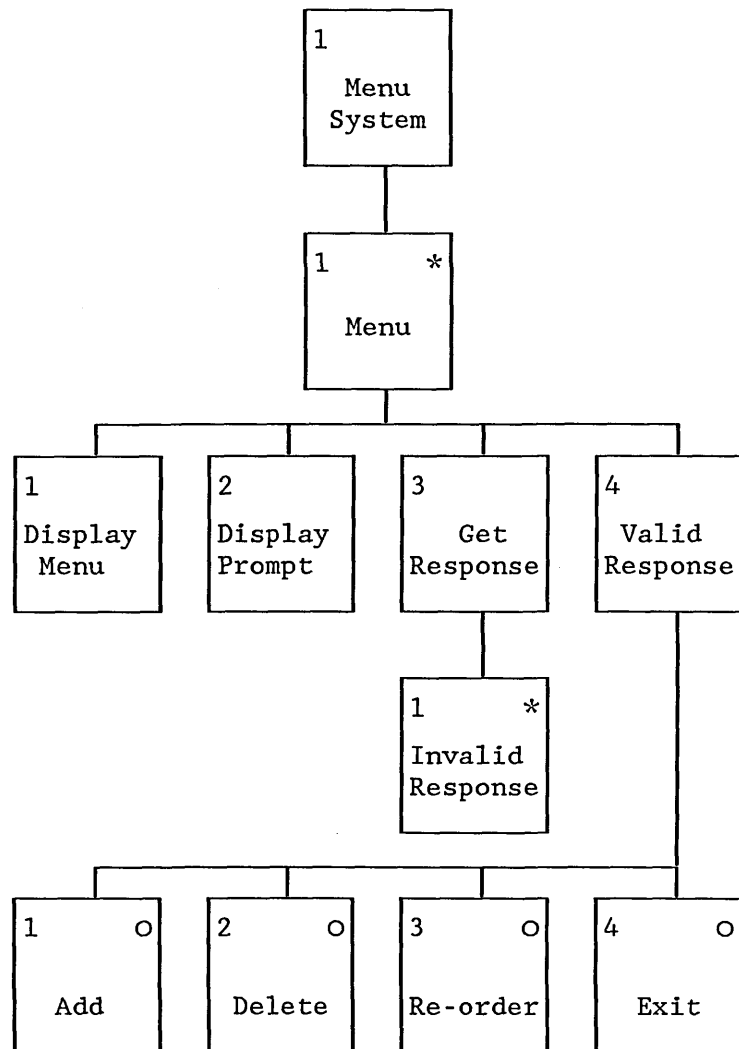 1
Menu
System
1 *
Menu
1
Display
Menu
2
Display
Prompt
3
Get
Response
4
Valid
Response
1 *
Invalid
Response
1 O
Add
2 O
Delete
3 O
Re-order
4 O
Exit